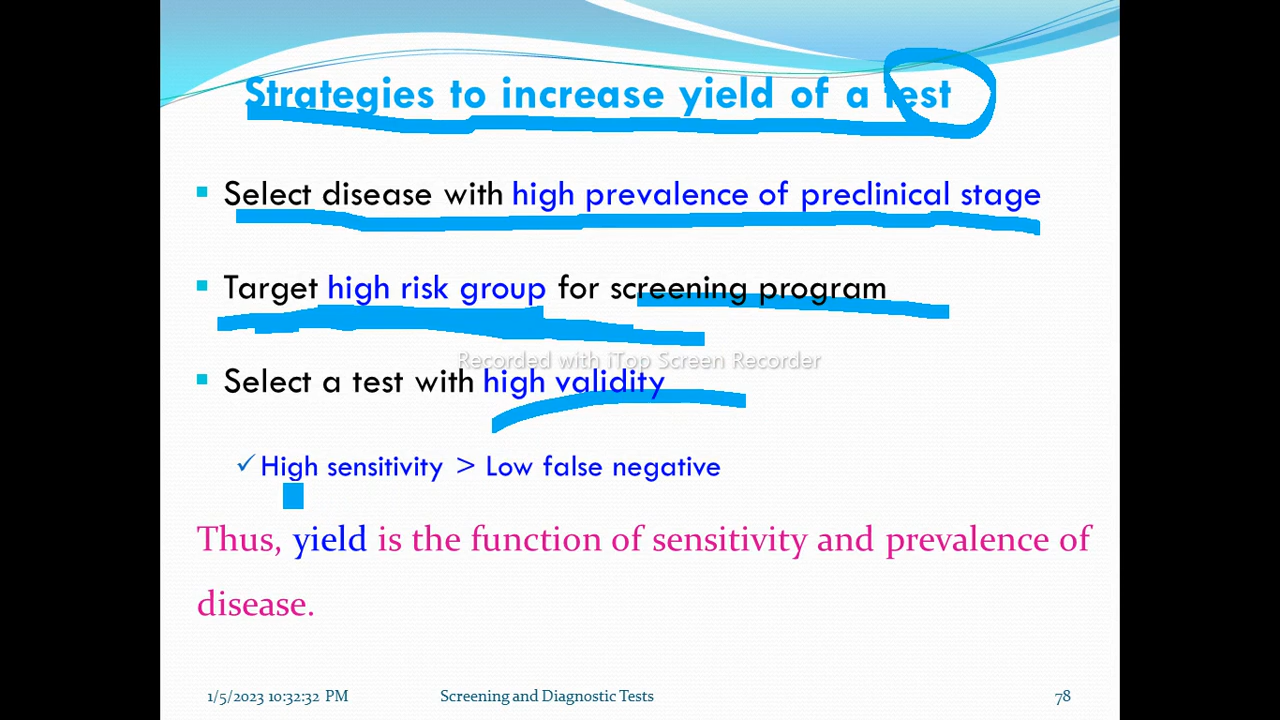 Strategies to increase yield of a test
Select disease with high prevalence of preclinical stage
Target high risk group for screening program
Recorded with iTop Screen Recorder
Select a test with high validity
High sensitivity > Low false negative
Thus, yield is the function of sensitivity and prevalence of
disease.
1/5/2023 10:32:32 PM Screening and Diagnostic Tests 78